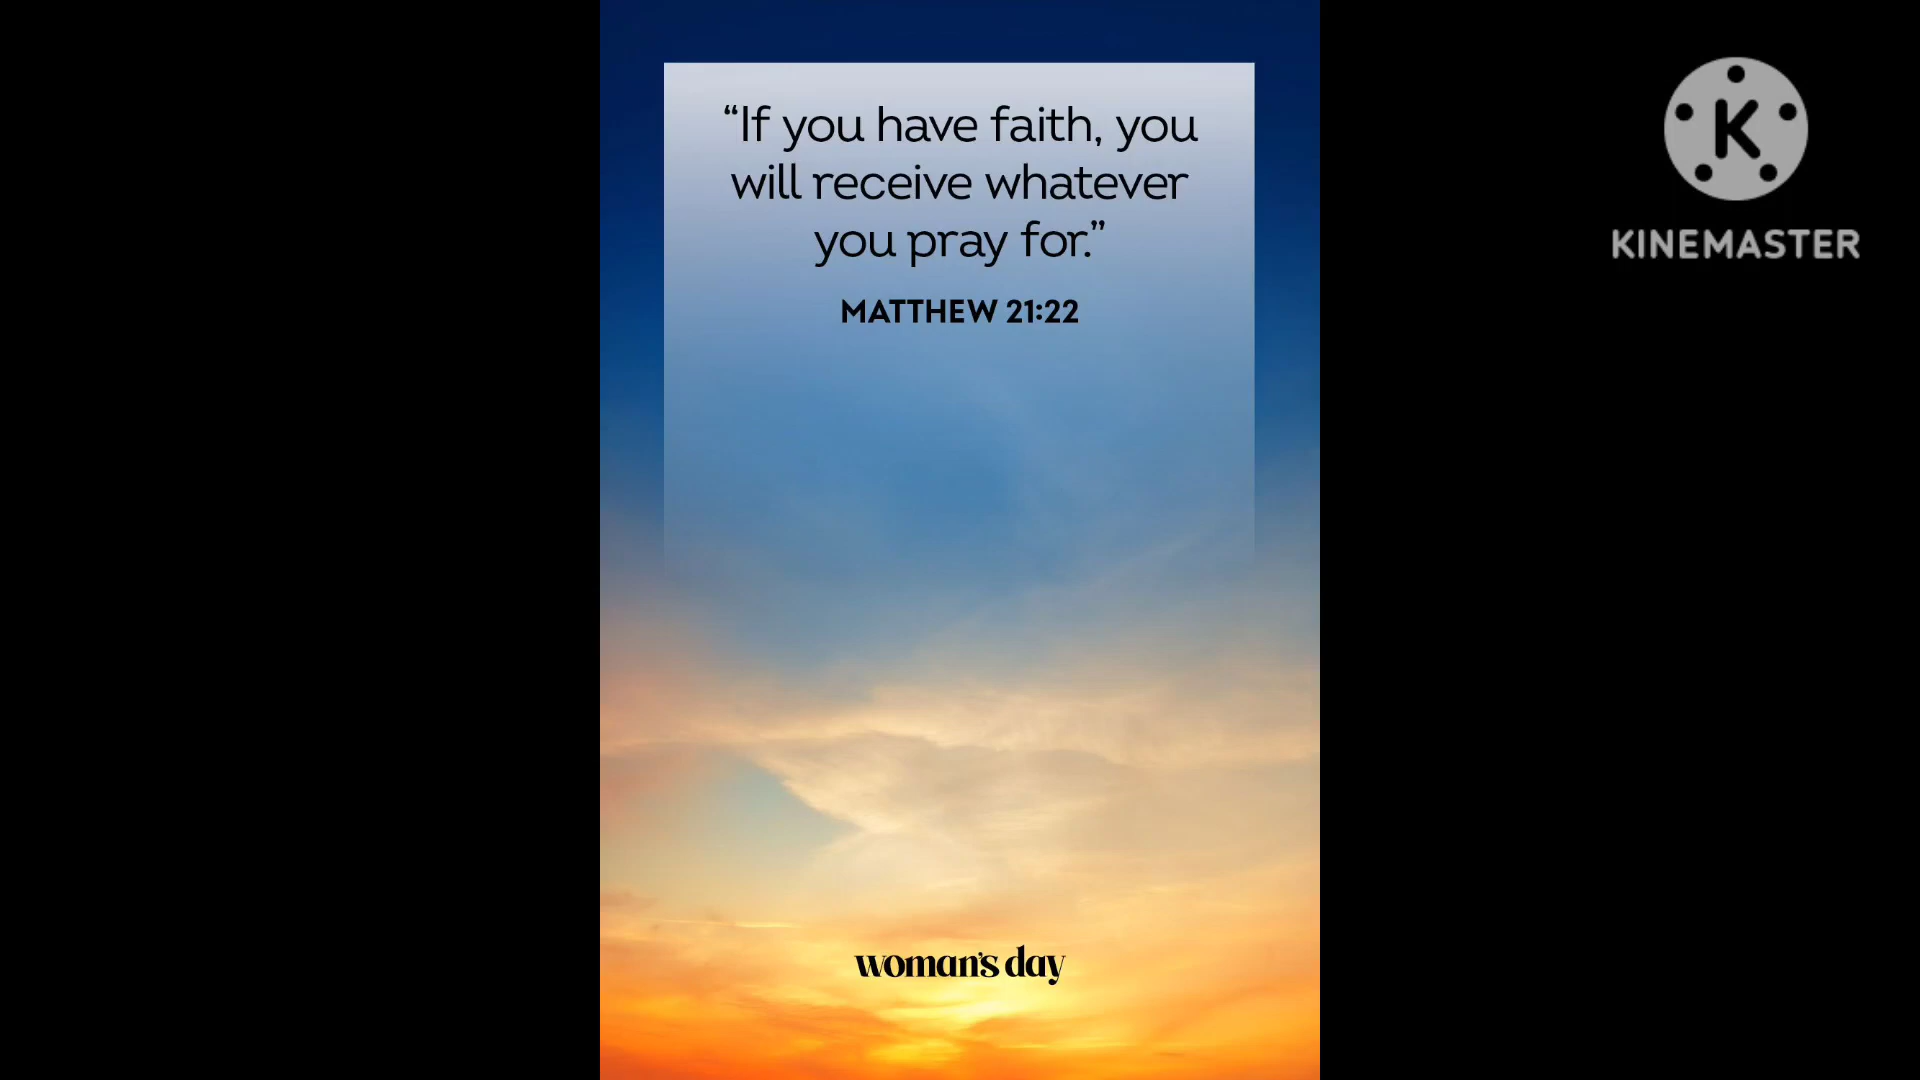 “If you have faith, you
will receive whatever
you pray for.”
MATTHEW 21:22
woman's day
K
KINEMASTER